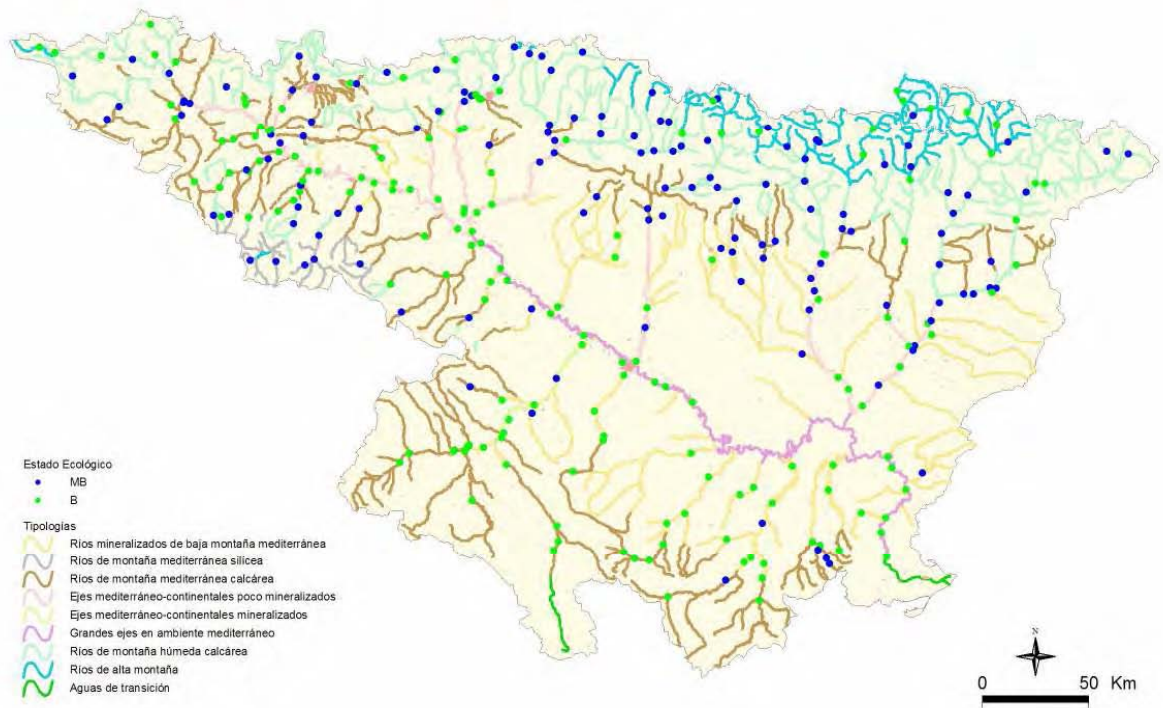 Estado Ecológico
MB
B
Tipologías
Ríos mineralizados de baja montaña mediterránea
Ríos de montaña mediterránea silícea
Ríos de montaña mediterránea calcárea
Ejes mediterráneo-continentales poco mineralizados
Ejes mediterráneo-continentales mineralizados
Grandes ejes en ambiente mediterráneo
Ríos de montaña húmeda calcárea
Ríos de alta montaña
Aguas de transición
N
0 50 Km